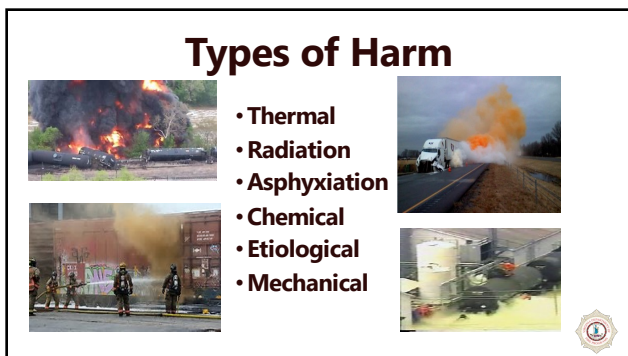 Types of Harm
• Thermal
• Radiation
• Asphyxiation
• Chemical
• Etiological
• Mechanical